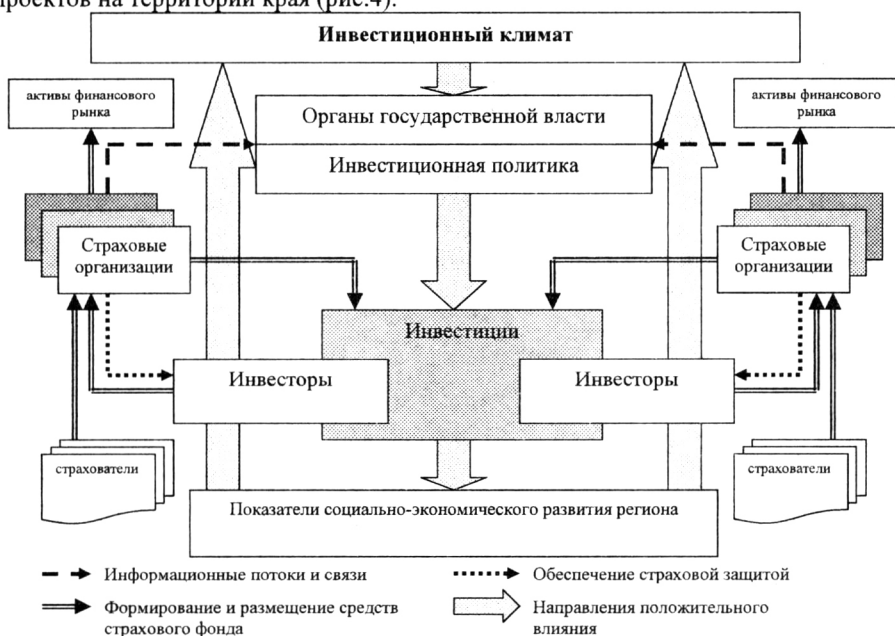 проектов на территории края (рис.4).
Инвестиционный климат
активы финансового
рынка
Органы государственной власти
Инвестиционная политика
активы финансового
рынка
Страховые
организации
Страховые
организации
Инвестиции
Инвесторы
Инвесторы
страхователи
страхователи
Показатели социально-экономического развития региона
Информационные потоки и связи
Обеспечение страховой защитой
Формирование и размещение средств
страхового фонда
Направления положительного
влияния